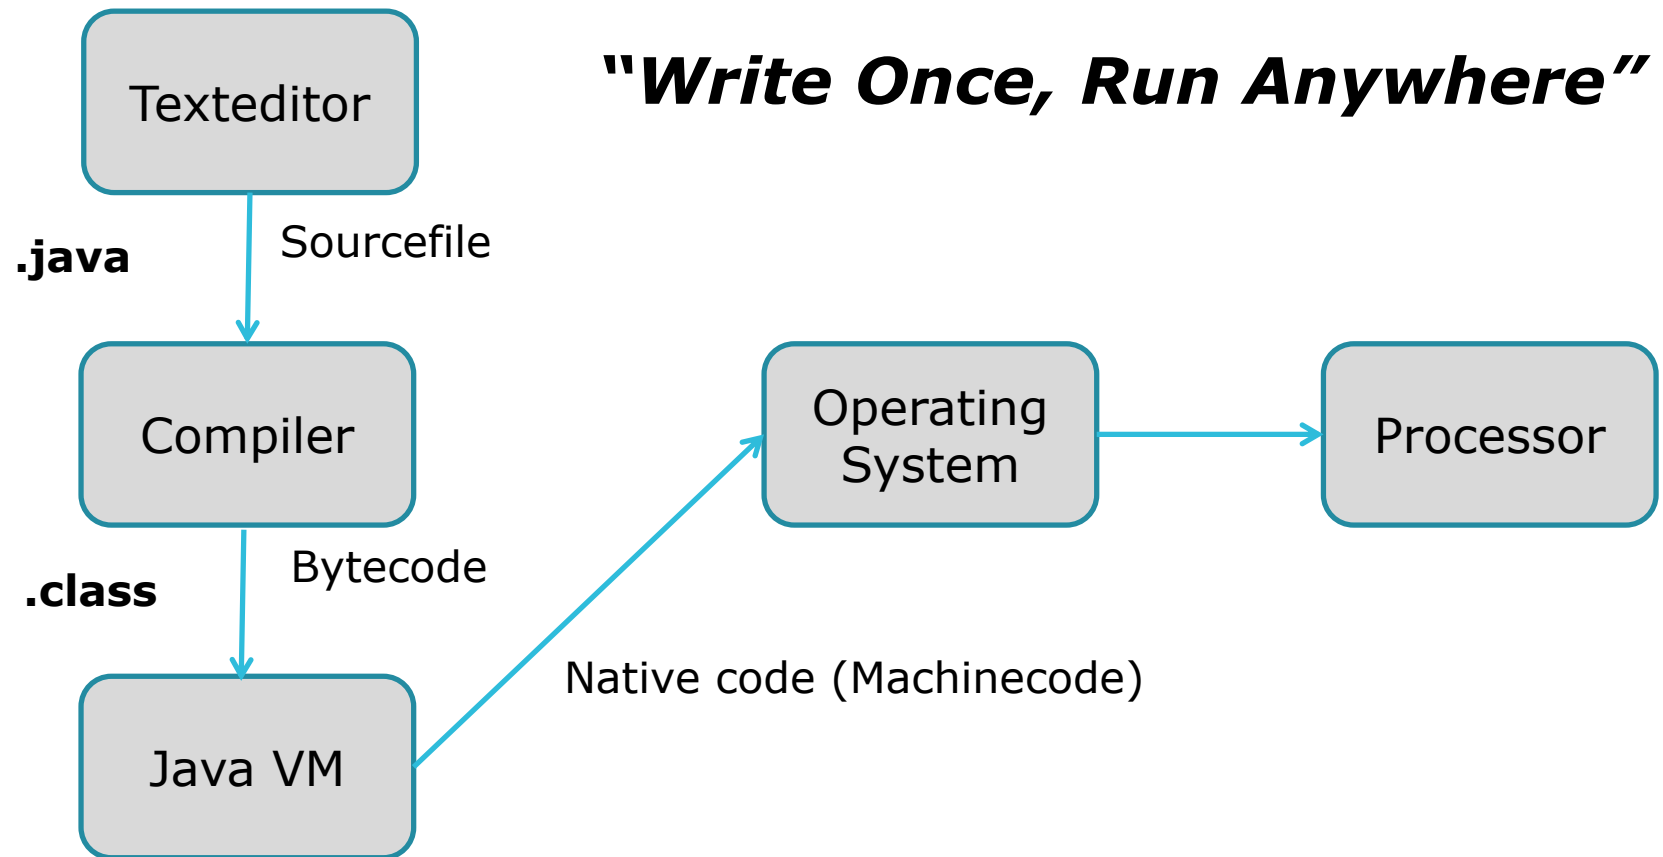 Texteditor
“Write Once, Run Anywhere”
.java
Sourcefile
Compiler
Operating
System
Processor
.class
Bytecode
Native code (Machinecode)
Java VM